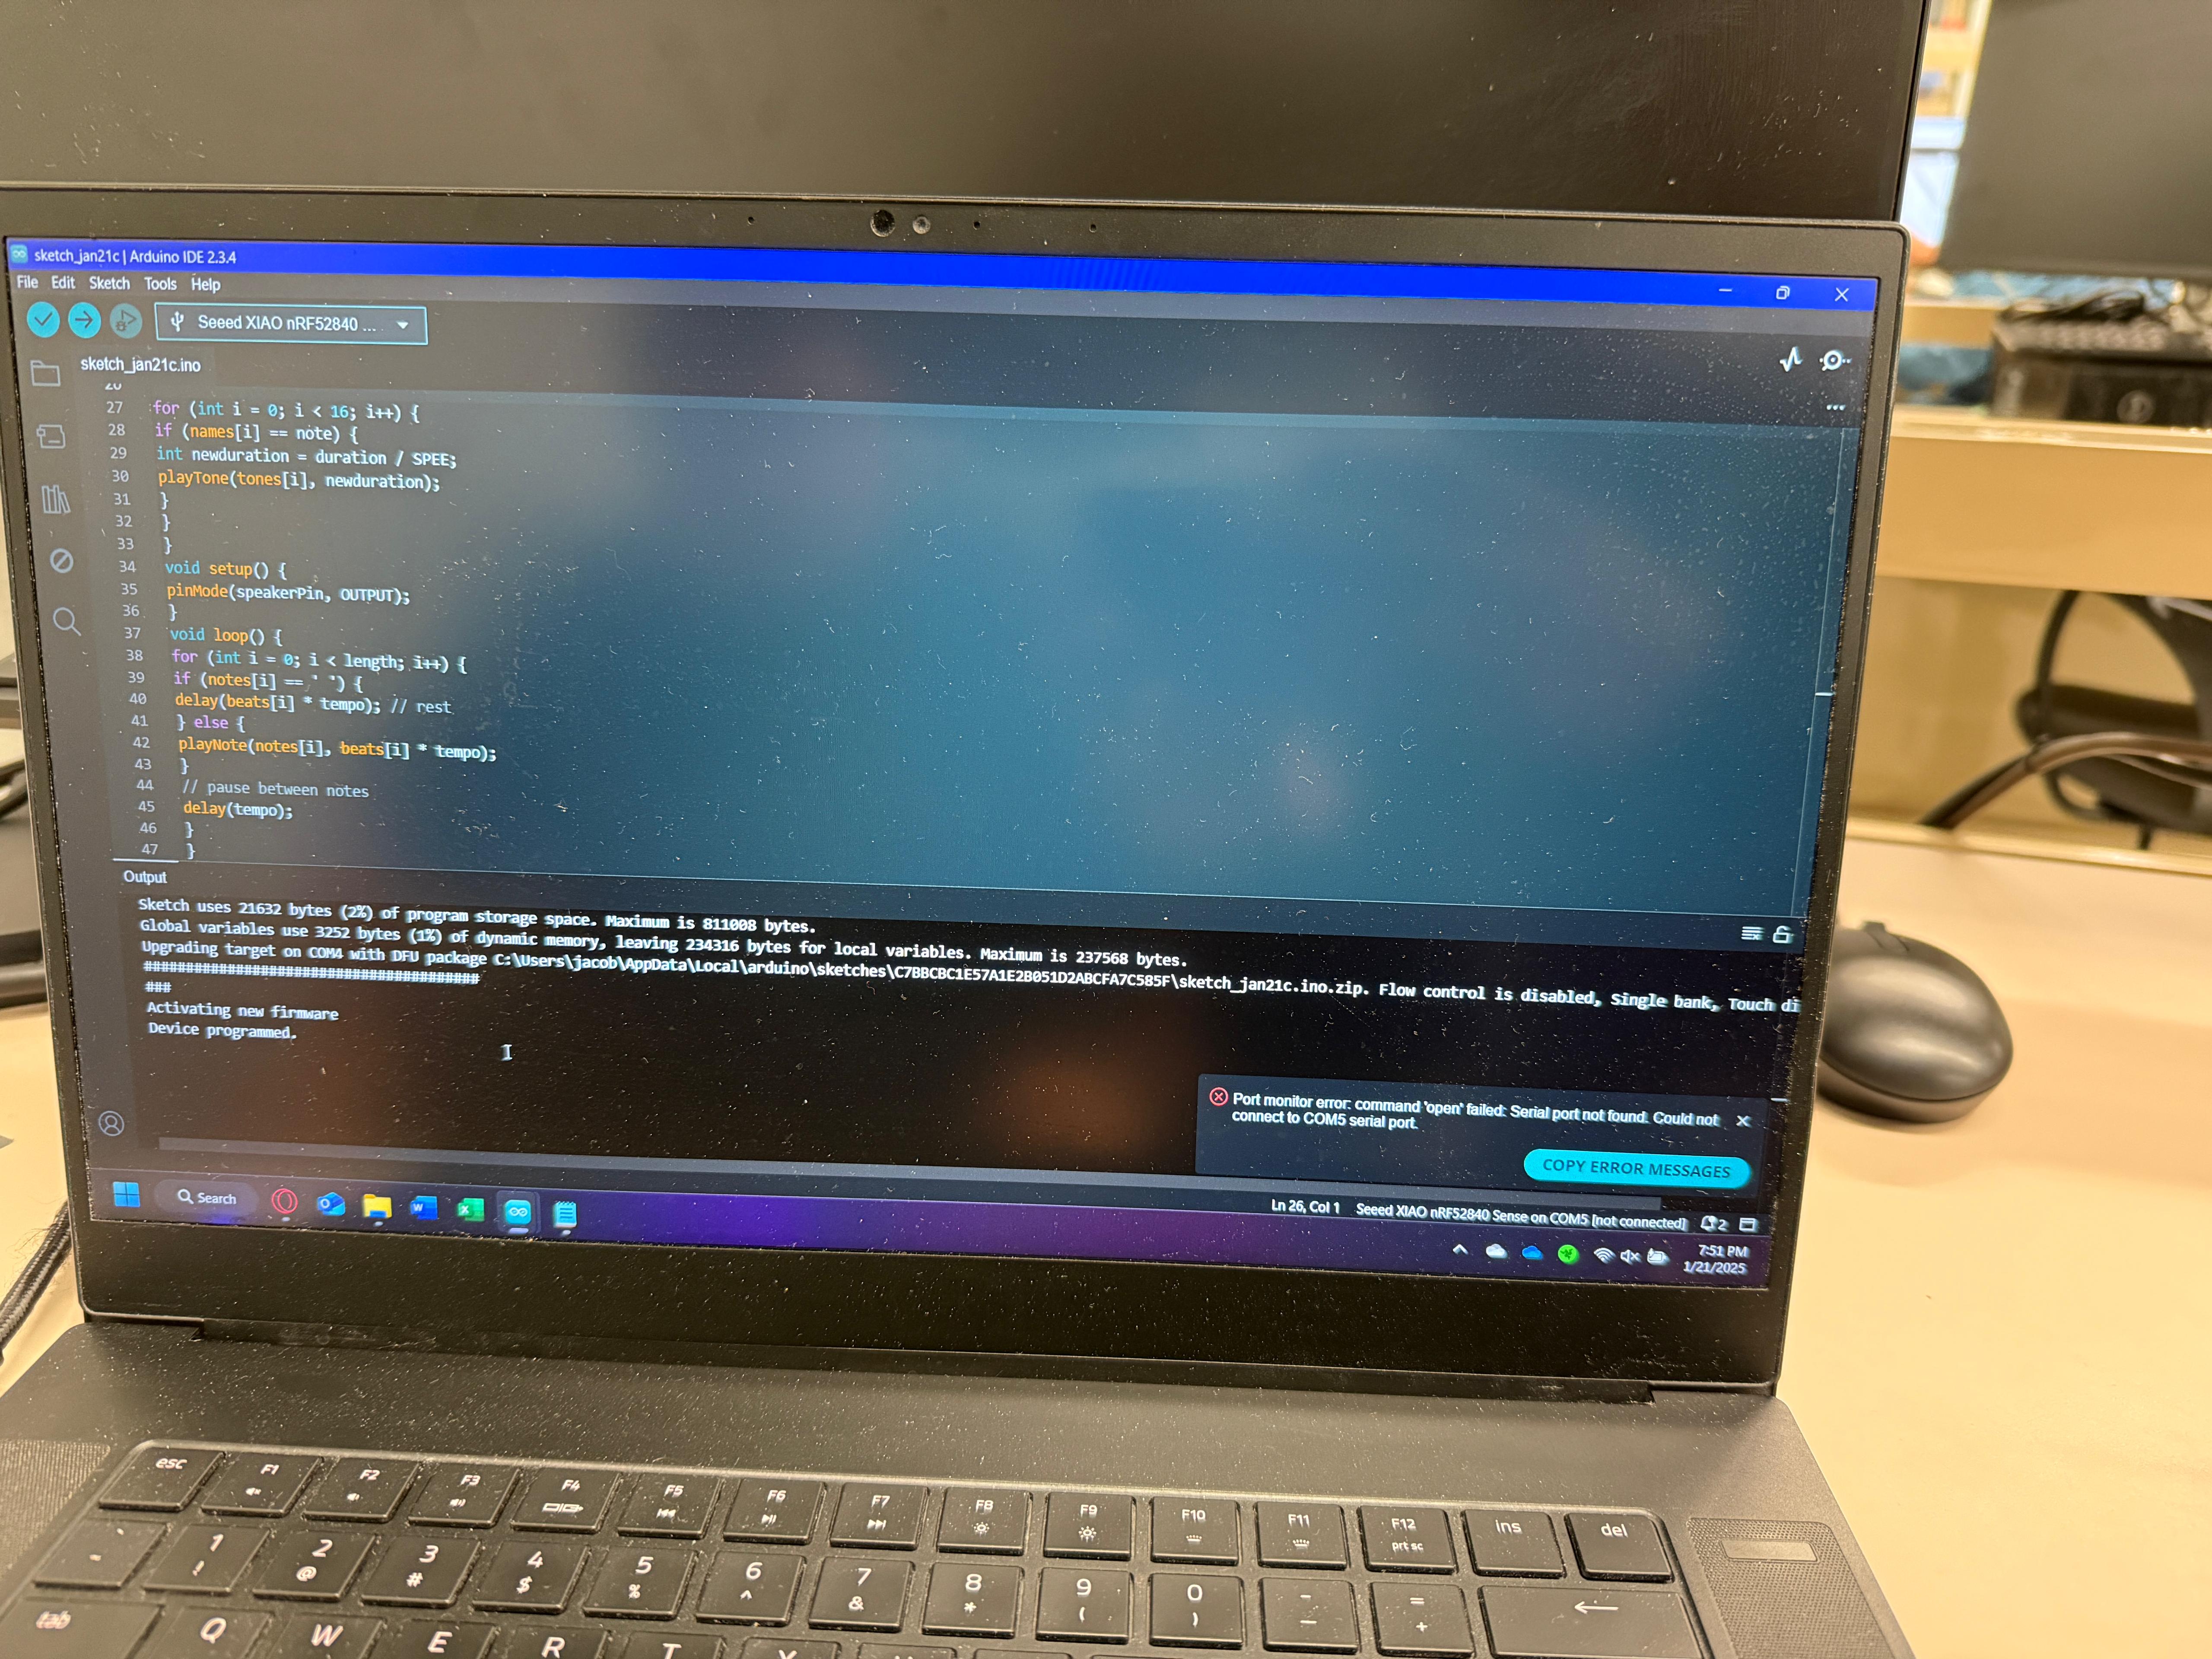 sketch_jan21c | Arduino IDE 2.3.4
File Edit Sketch Tools Help
Seeed XIAO nRF52840 ...
sketch_jan21c.ino
27 for (int i = 0; i < 16; i++) {
28 if (names[i] == note) {
29 int newduration = duration / SPEE;
30 playTone(tones[i], newduration);
31 }
32 }
33 }
34 void setup() {
35 pinMode(speakerPin, OUTPUT);
36 }
37 void loop() {
38 for (int i = 0; i < length; i++) {
39 if (notes[i] == ' ') {
40 delay(beats[i] * tempo); // rest
41 } else {
42 playNote(notes[i], beats[i] * tempo);
43 }
44 // pause between notes
45 delay(tempo);
46 }
47 }
Output
Sketch uses 21632 bytes (2%) of program storage space. Maximum is 811008 bytes.
Global variables use 3252 bytes (1%) of dynamic memory, leaving 234316 bytes for local variables. Maximum is 237568 bytes.
Upgrading target on COM4 with DFU package C:\Users\jacob\AppData\Local\arduino\sketches\C7BBCBC1E57A1E2B051D2ABCFA7C585F\sketch_jan21c.ino.zip. Flow control is disabled, Single bank, Touch di
########################################
###
Activating new firmware
Device programmed.
Port monitor error: command 'open' failed: Serial port not found. Could not
connect to COM5 serial port.
COPY ERROR MESSAGES
Ln 26, Col 1 Seeed XIAO nRF52840 Sense on COM5 [not connected] 2
Search
7:51 PM
1/21/2025
esc F1 F2 F3 F4 F5 F6 F7 F8 F9 F10 F11 F12 prt sc ins del
~ ` 1 ! 2 @ 3 # 4 $ 5 % 6 ^ 7 & 8 * 9 ( 0 ) - _ = +
tab Q W E R T Y